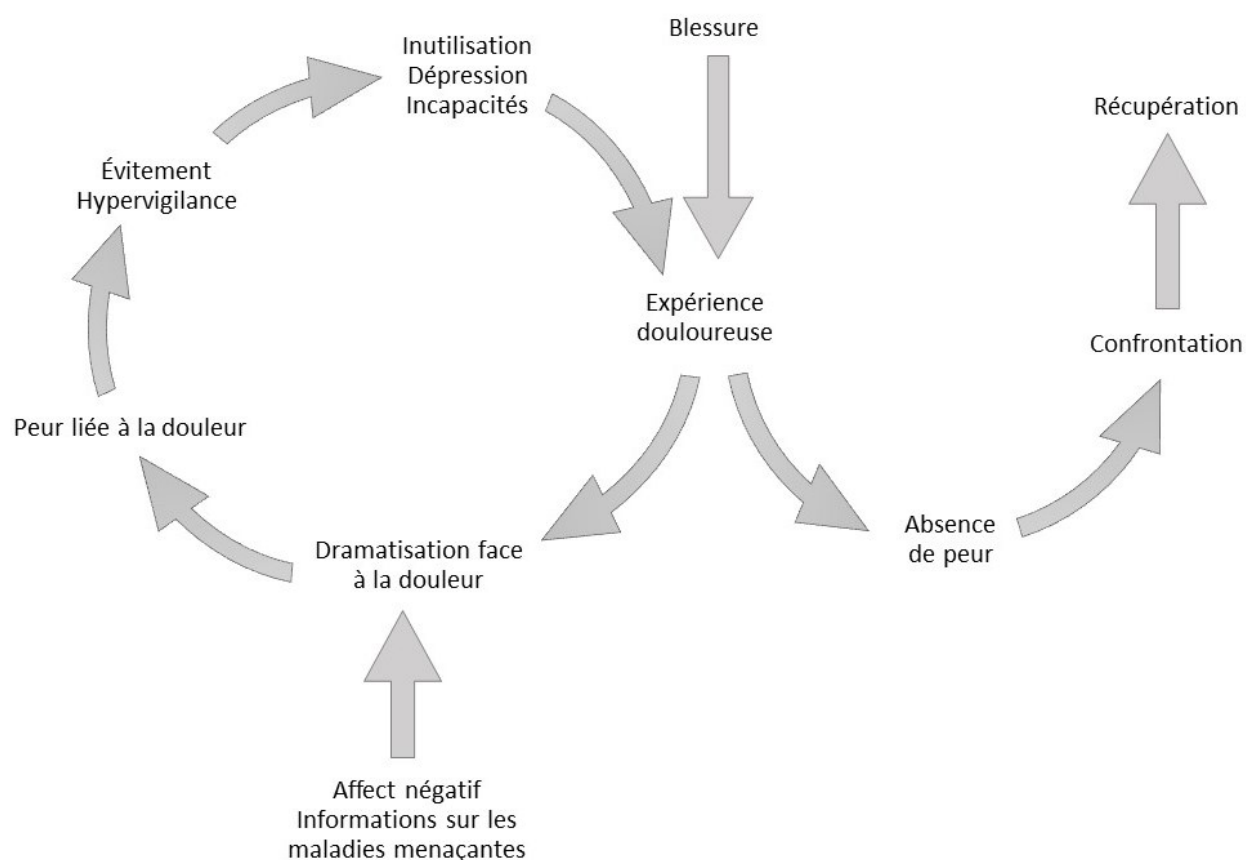 Blessure
Inutilisation
Dépression
Incapacités
Récupération
Évitement
Hypervigilance
Expérience
douloureuse
Confrontation
Peur liée à la douleur
Absence
de peur
Dramatisation face
à la douleur
Affect négatif
Informations sur les
maladies menaçantes